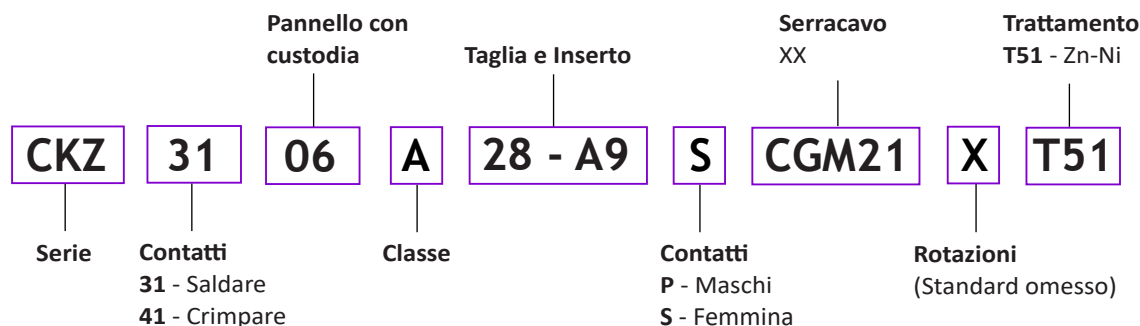 Pannello con
custodia
Taglia e Inserto
Serracavo
XX
Trattamento
T51 - Zn-Ni
CKZ 31 06 A 28 - A9 S CGM21 X T51
Serie
Contatti
31 - Saldare
41 - Crimpare
Classe
Contatti
P - Maschi
S - Femmina
Rotazioni
(Standard omesso)